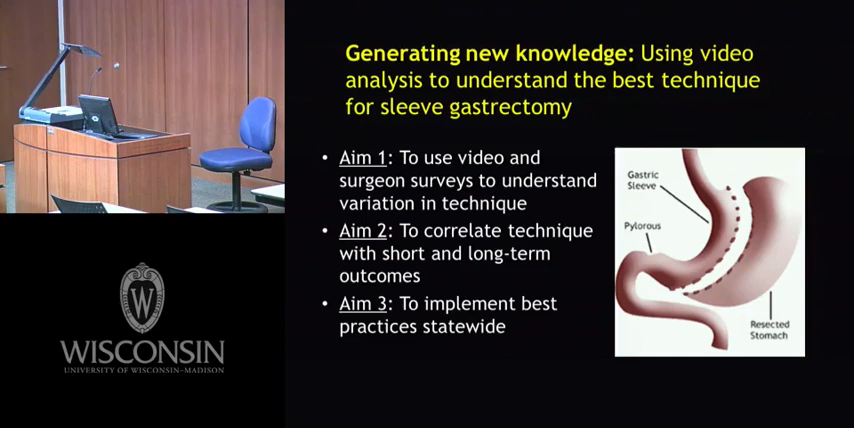 Generating new knowledge: Using video
analysis to understand the best technique
for sleeve gastrectomy
• Aim 1: To use video and
surgeon surveys to understand
variation in technique
• Aim 2: To correlate technique
with short and long-term
outcomes
• Aim 3: To implement best
practices statewide
Gastric
Sleeve
Pylorous
Resected
Stomach
W
WISCONSIN
UNIVERSITY OF WISCONSIN–MADISON